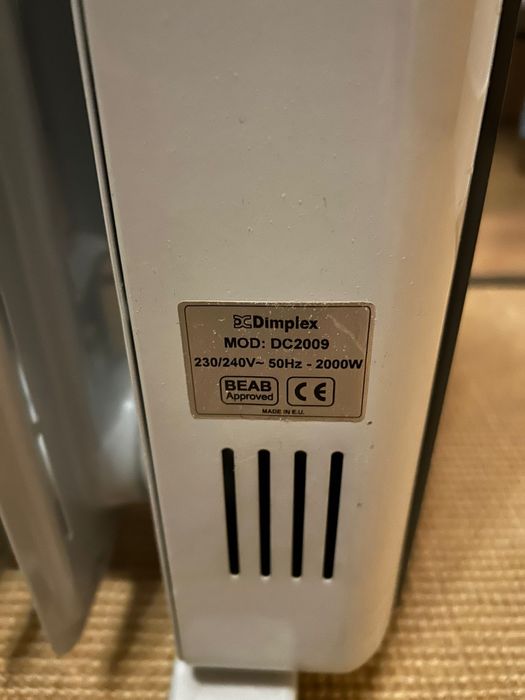 Dimplex
MOD: DC2009
230/240V~ 50Hz - 2000W
BEAB
Approved
CE
MADE IN E.U.